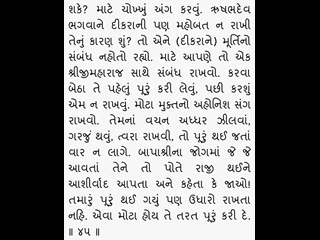 શકે? માટે ચોખ્ખું અંગ કરવું. ઋષભદેવ
ભગવાને દીકરાની પણ મહોબત ન રાખી
તેનું કારણ શું? તો એને (દીકરાને) મૂર્તિનો
સંબંધ નહોતો રહ્યો. માટે આપણે તો એક
શ્રીજીમહારાજ સાથે સંબંધ રાખવો. કરવા
બેઠા તે પહેલું પૂરું કરી લેવું, પછી કરશું
એમ ન રાખવું. મોટા મુક્તનો અહોનિશ સંગ
રાખવો. તેમનાં વચન અધ્ધર ઝીલવાં,
ગરજું થવું, ત્વરા રાખવી, તો પૂરું થઈ જતાં
વાર ન લાગે. બાપાશ્રીના જોગમાં જે જે
આવતાં તેને તો પોતે રાજી થઈને
આશીર્વાદ આપતા અને કહેતા કે જાઓ!
તમારું પૂરું થઈ ગયું પણ ઉધારો રાખતા
નહિ. એવા મોટા હોય તે તરત પૂરું કરી દે.
॥ ૪૫ ॥